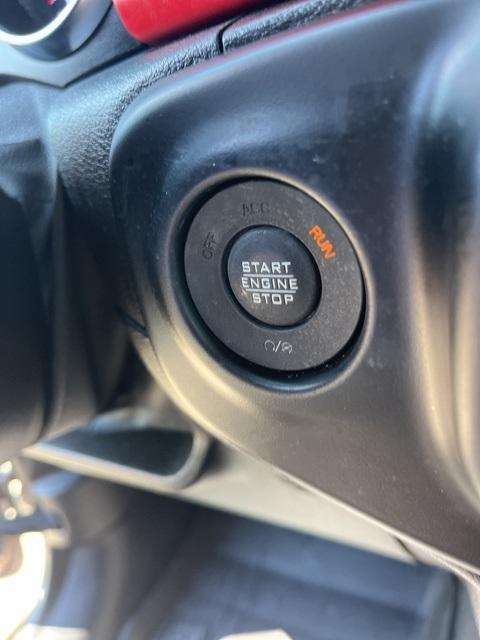 OFF
ACC
RUN
START
ENGINE
STOP